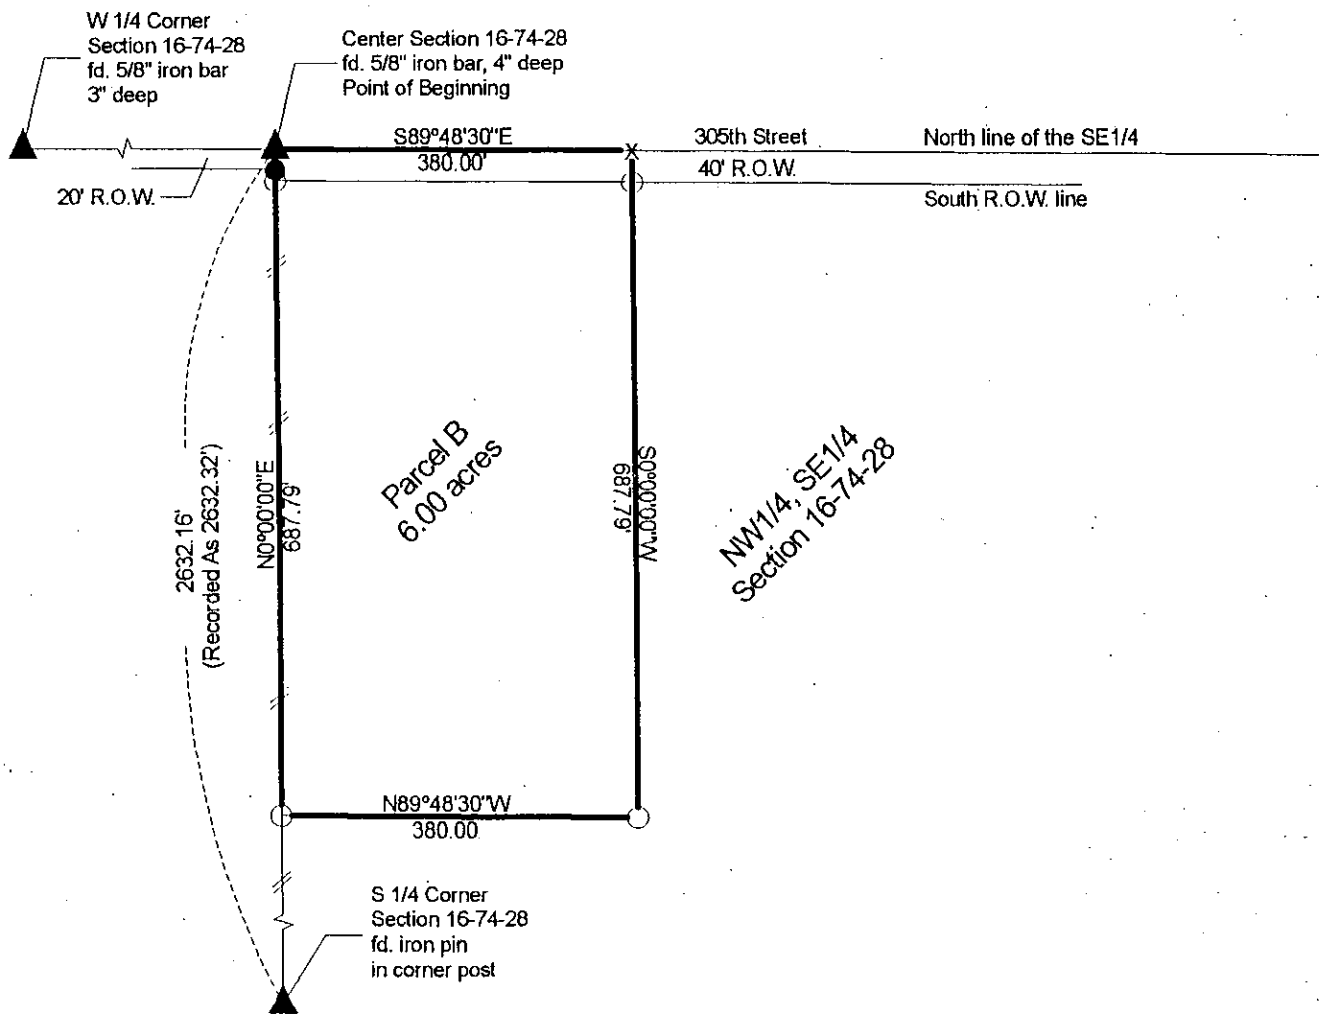 W 1/4 Corner
Section 16-74-28
fd. 5/8" iron bar
3" deep
Center Section 16-74-28
fd. 5/8" iron bar, 4" deep
Point of Beginning
S89°48'30"E
380.00'
305th Street
40' R.O.W.
North line of the SE1/4
South R.O.W. line
20' R.O.W.
2632.16'
(Recorded As 2632.32')
N0°00'00"E
687.79'
Parcel B
6.00 acres
S0°00'00"W
687.79'
NW1/4, SE1/4
Section 16-74-28
N89°48'30"W
380.00
S 1/4 Corner
Section 16-74-28
fd. iron pin
in corner post